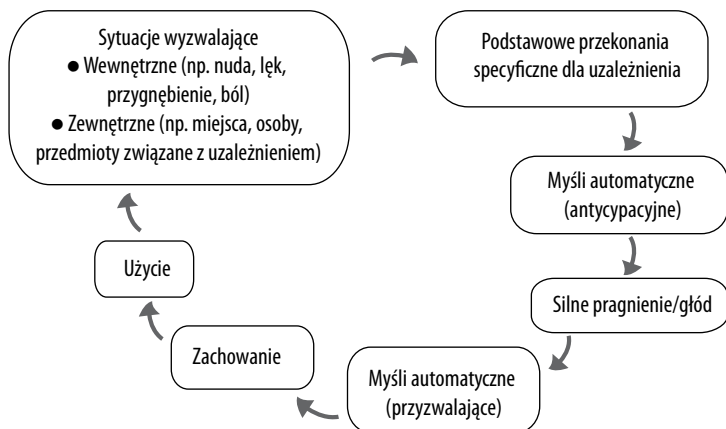 Sytuacje wyzwalające
● Wewnętrzne (np. nuda, lęk,
przygnębienie, ból)
● Zewnętrzne (np. miejsca, osoby,
przedmioty związane z uzależnieniem)
Podstawowe przekonania
specyficzne dla uzależnienia
Myśli automatyczne
(antycypacyjne)
Silne pragnienie/głód
Myśli automatyczne
(przyzwalające)
Zachowanie
Użycie